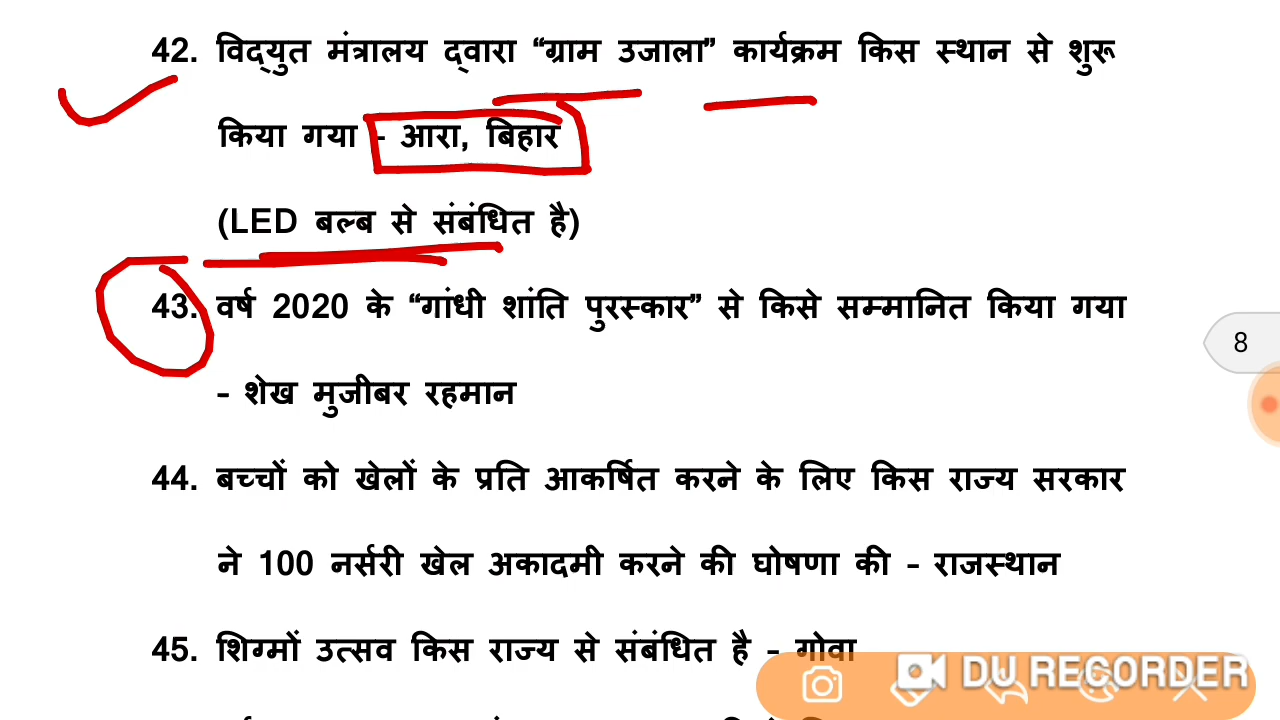 42. विद्युत मंत्रालय द्वारा “ग्राम उजाला” कार्यक्रम किस स्थान से शुरू
किया गया - आरा, बिहार
(LED बल्ब से संबंधित है)
43. वर्ष 2020 के “गांधी शांति पुरस्कार” से किसे सम्मानित किया गया
– शेख मुजीबर रहमान
8
44. बच्चों को खेलों के प्रति आकर्षित करने के लिए किस राज्य सरकार
ने 100 नर्सरी खेल अकादमी करने की घोषणा की – राजस्थान
45. शिग्मों उत्सव किस राज्य से संबंधित है – गोवा
DU RECORDER